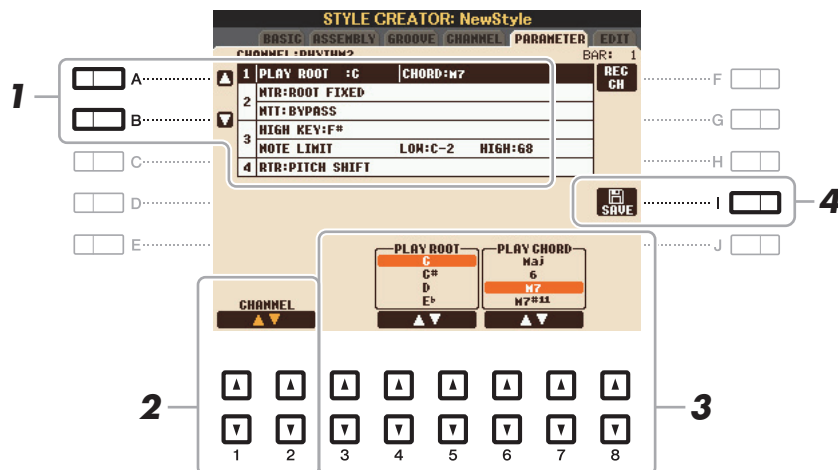 STYLE CREATOR: NewStyle
BASIC ASSEMBLY GROOVE CHANNEL PARAMETER EDIT
CHANNEL:RHYTHM2 BAR: 1
1 PLAY ROOT :C CHORD:M7 REC CH
2 NTR:ROOT FIXED
NTT:BYPASS
3 HIGH KEY:F#
NOTE LIMIT LOW:C-2 HIGH:G8
4 RTR:PITCH SHIFT
1
A
B
C
D
E
F
G
H
I
J
SAVE
4
PLAY ROOT PLAY CHORD
C Maj
C# 6
D M7
E♭ M7#11
CHANNEL
2
3
1 2 3 4 5 6 7 8